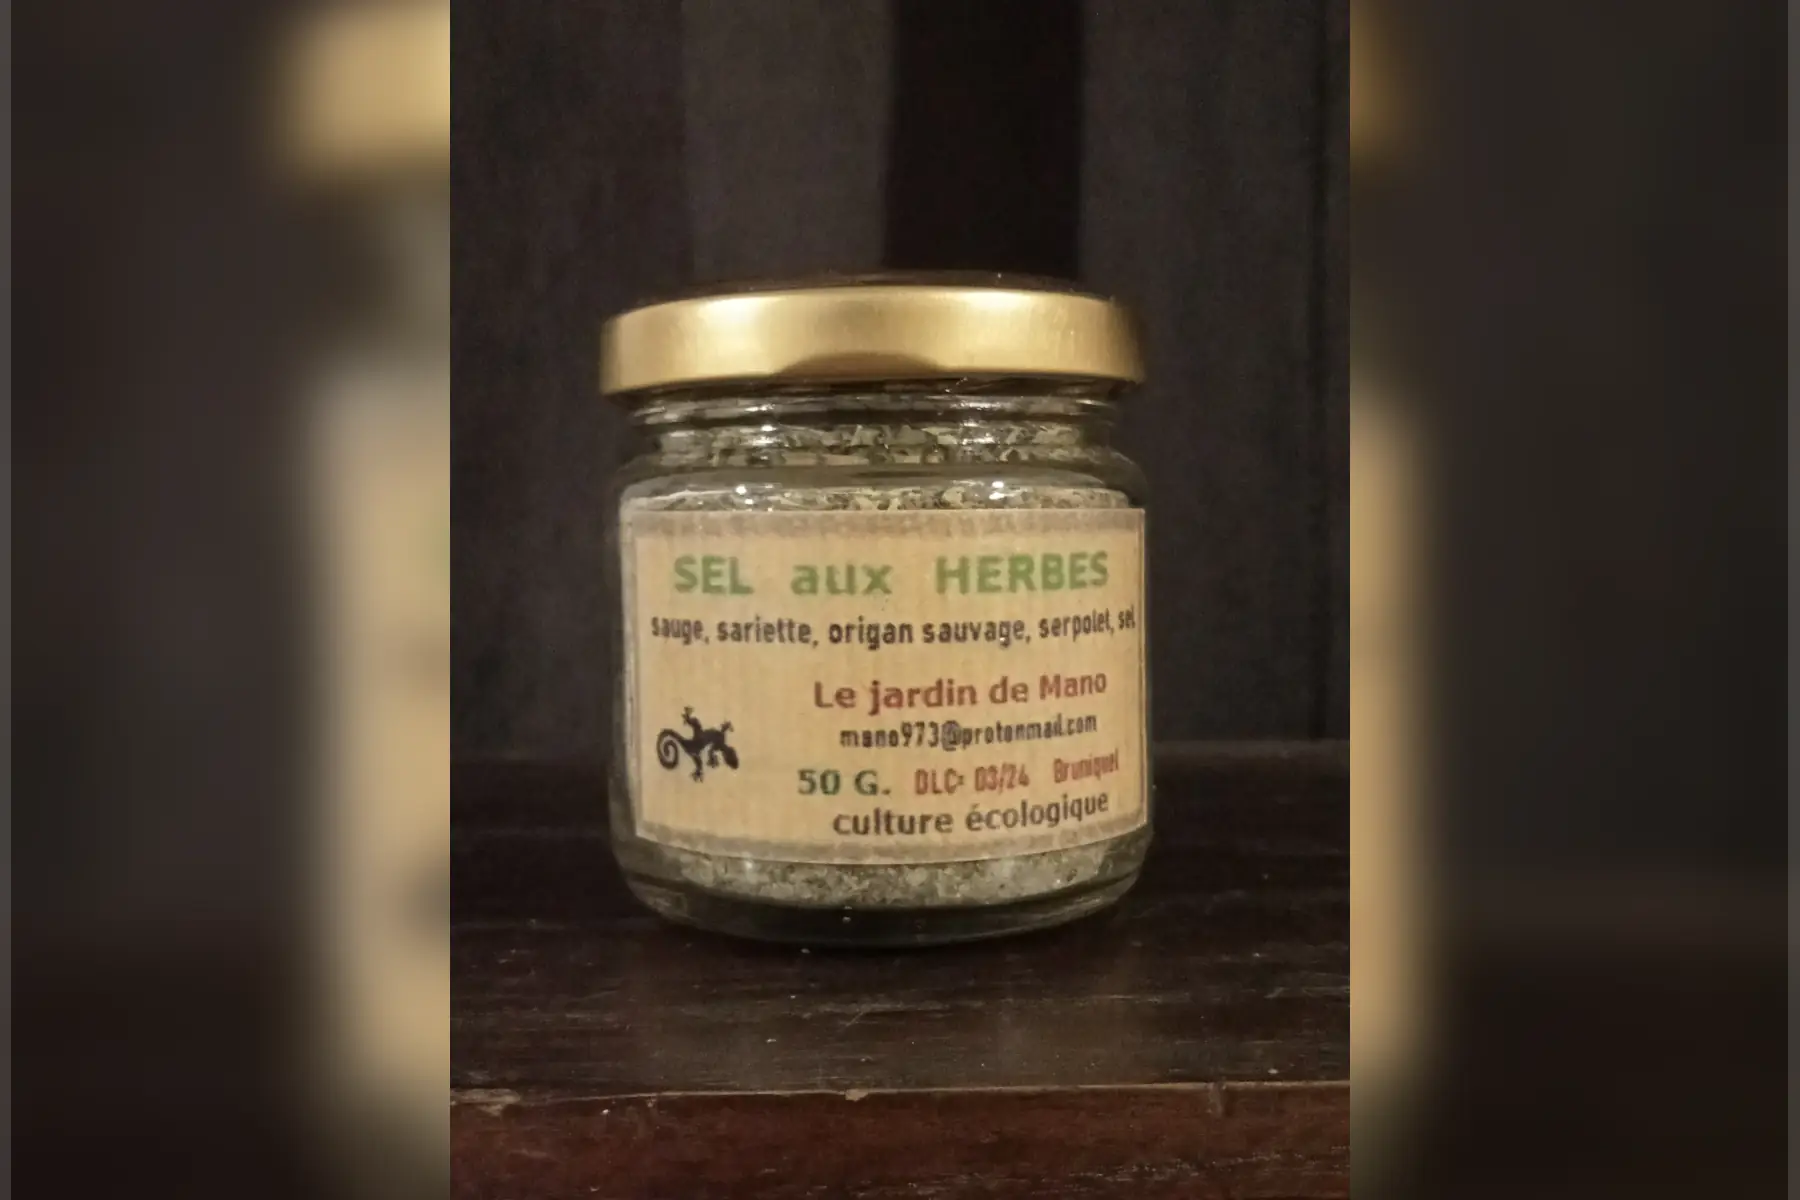 SEL aux HERBES
sauge, sariette, origan sauvage, serpolet, sel
Le jardin de Mano
mano973@protonmail.com
50 G. DLC: 03/24 Bruniquel
culture écologique